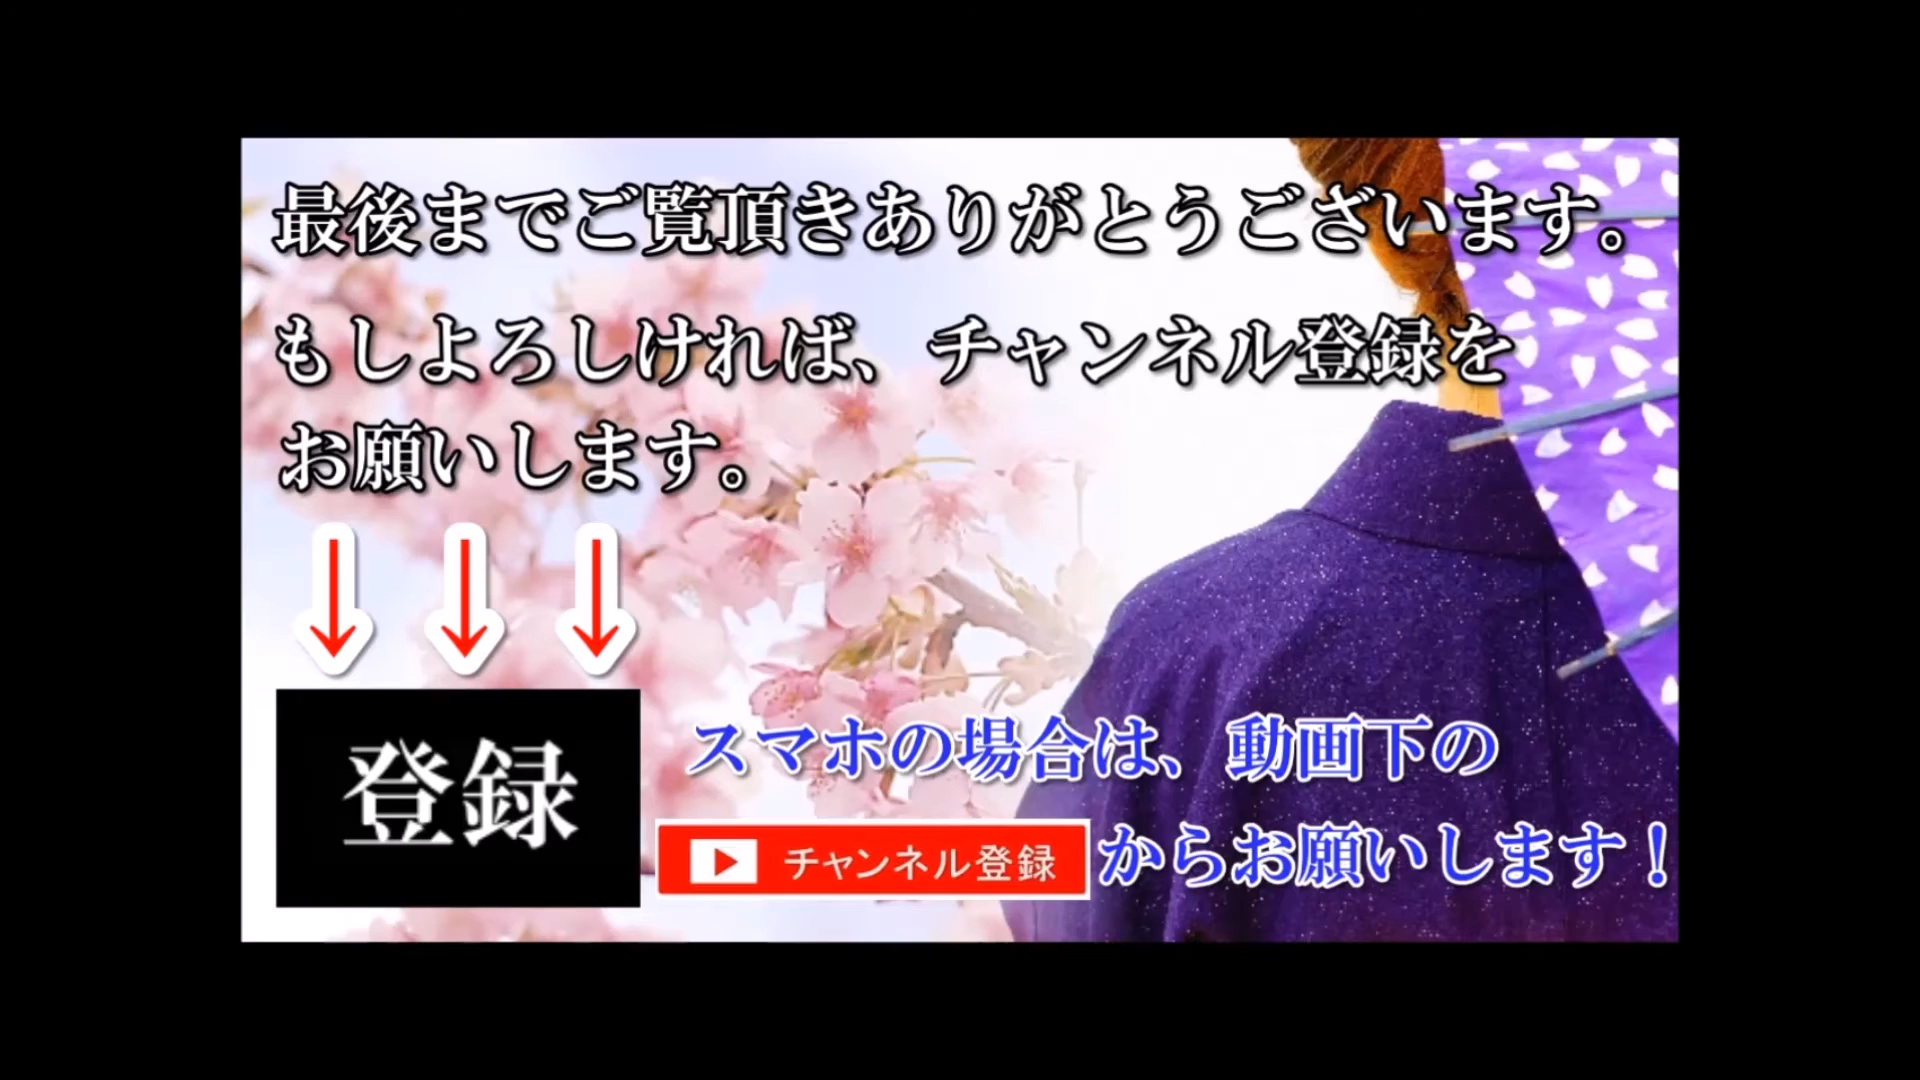 最後までご覧頂きありがとうございます。
もしよろしければ、チャンネル登録を
お願いします。
登録
スマホの場合は、動画下の
チャンネル登録 からお願いします！